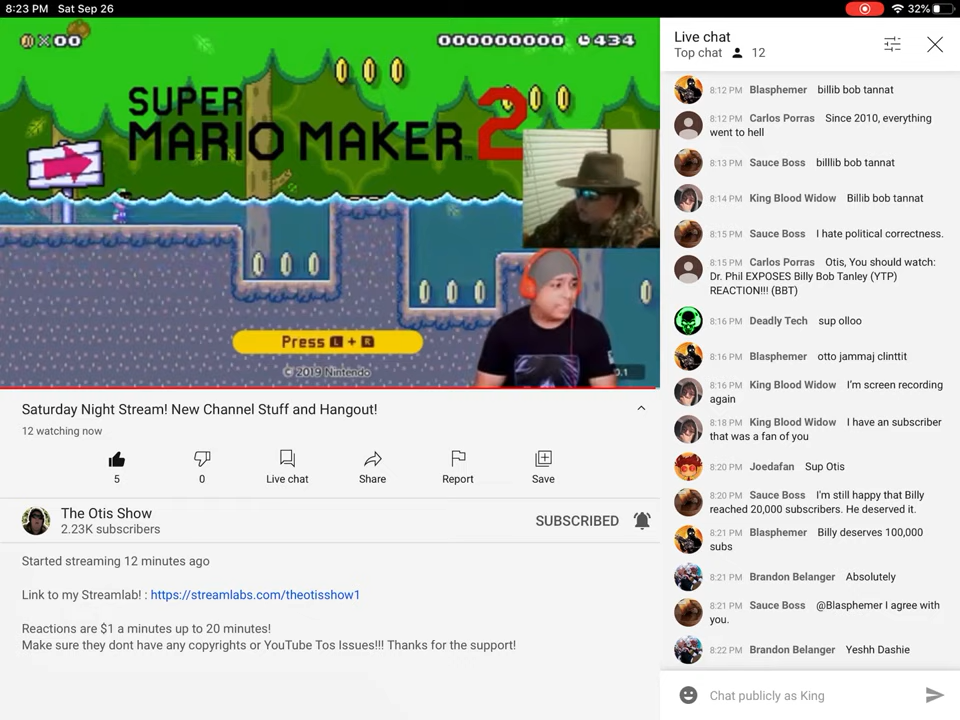 8:23 PM Sat Sep 26
32%
×00
000000000 434
SUPER
MARIO MAKER 2
Press L + R
© 2019 Nintendo
0.1
Saturday Night Stream! New Channel Stuff and Hangout!
12 watching now
5
0
Live chat
Share
Report
Save
The Otis Show
2.23K subscribers
SUBSCRIBED
Started streaming 12 minutes ago
Link to my Streamlab! : https://streamlabs.com/theotisshow1
Reactions are $1 a minutes up to 20 minutes!
Make sure they dont have any copyrights or YouTube Tos Issues!!! Thanks for the support!
Live chat
Top chat 12
8:12 PM Blasphemer billib bob tannat
8:12 PM Carlos Porras Since 2010, everything
went to hell
8:13 PM Sauce Boss billlib bob tannat
8:14 PM King Blood Widow Billib bob tannat
8:15 PM Sauce Boss I hate political correctness.
8:15 PM Carlos Porras Otis, You should watch:
Dr. Phil EXPOSES Billy Bob Tanley (YTP)
REACTION!!! (BBT)
8:16 PM Deadly Tech sup olloo
8:16 PM Blasphemer otto jammaj clinttit
8:16 PM King Blood Widow I'm screen recording
again
8:18 PM King Blood Widow I have an subscriber
that was a fan of you
8:20 PM Joedafan Sup Otis
8:20 PM Sauce Boss I'm still happy that Billy
reached 20,000 subscribers. He deserved it.
8:21 PM Blasphemer Billy deserves 100,000
subs
8:21 PM Brandon Belanger Absolutely
8:21 PM Sauce Boss @Blasphemer I agree with
you.
8:22 PM Brandon Belanger Yeshh Dashie
Chat publicly as King